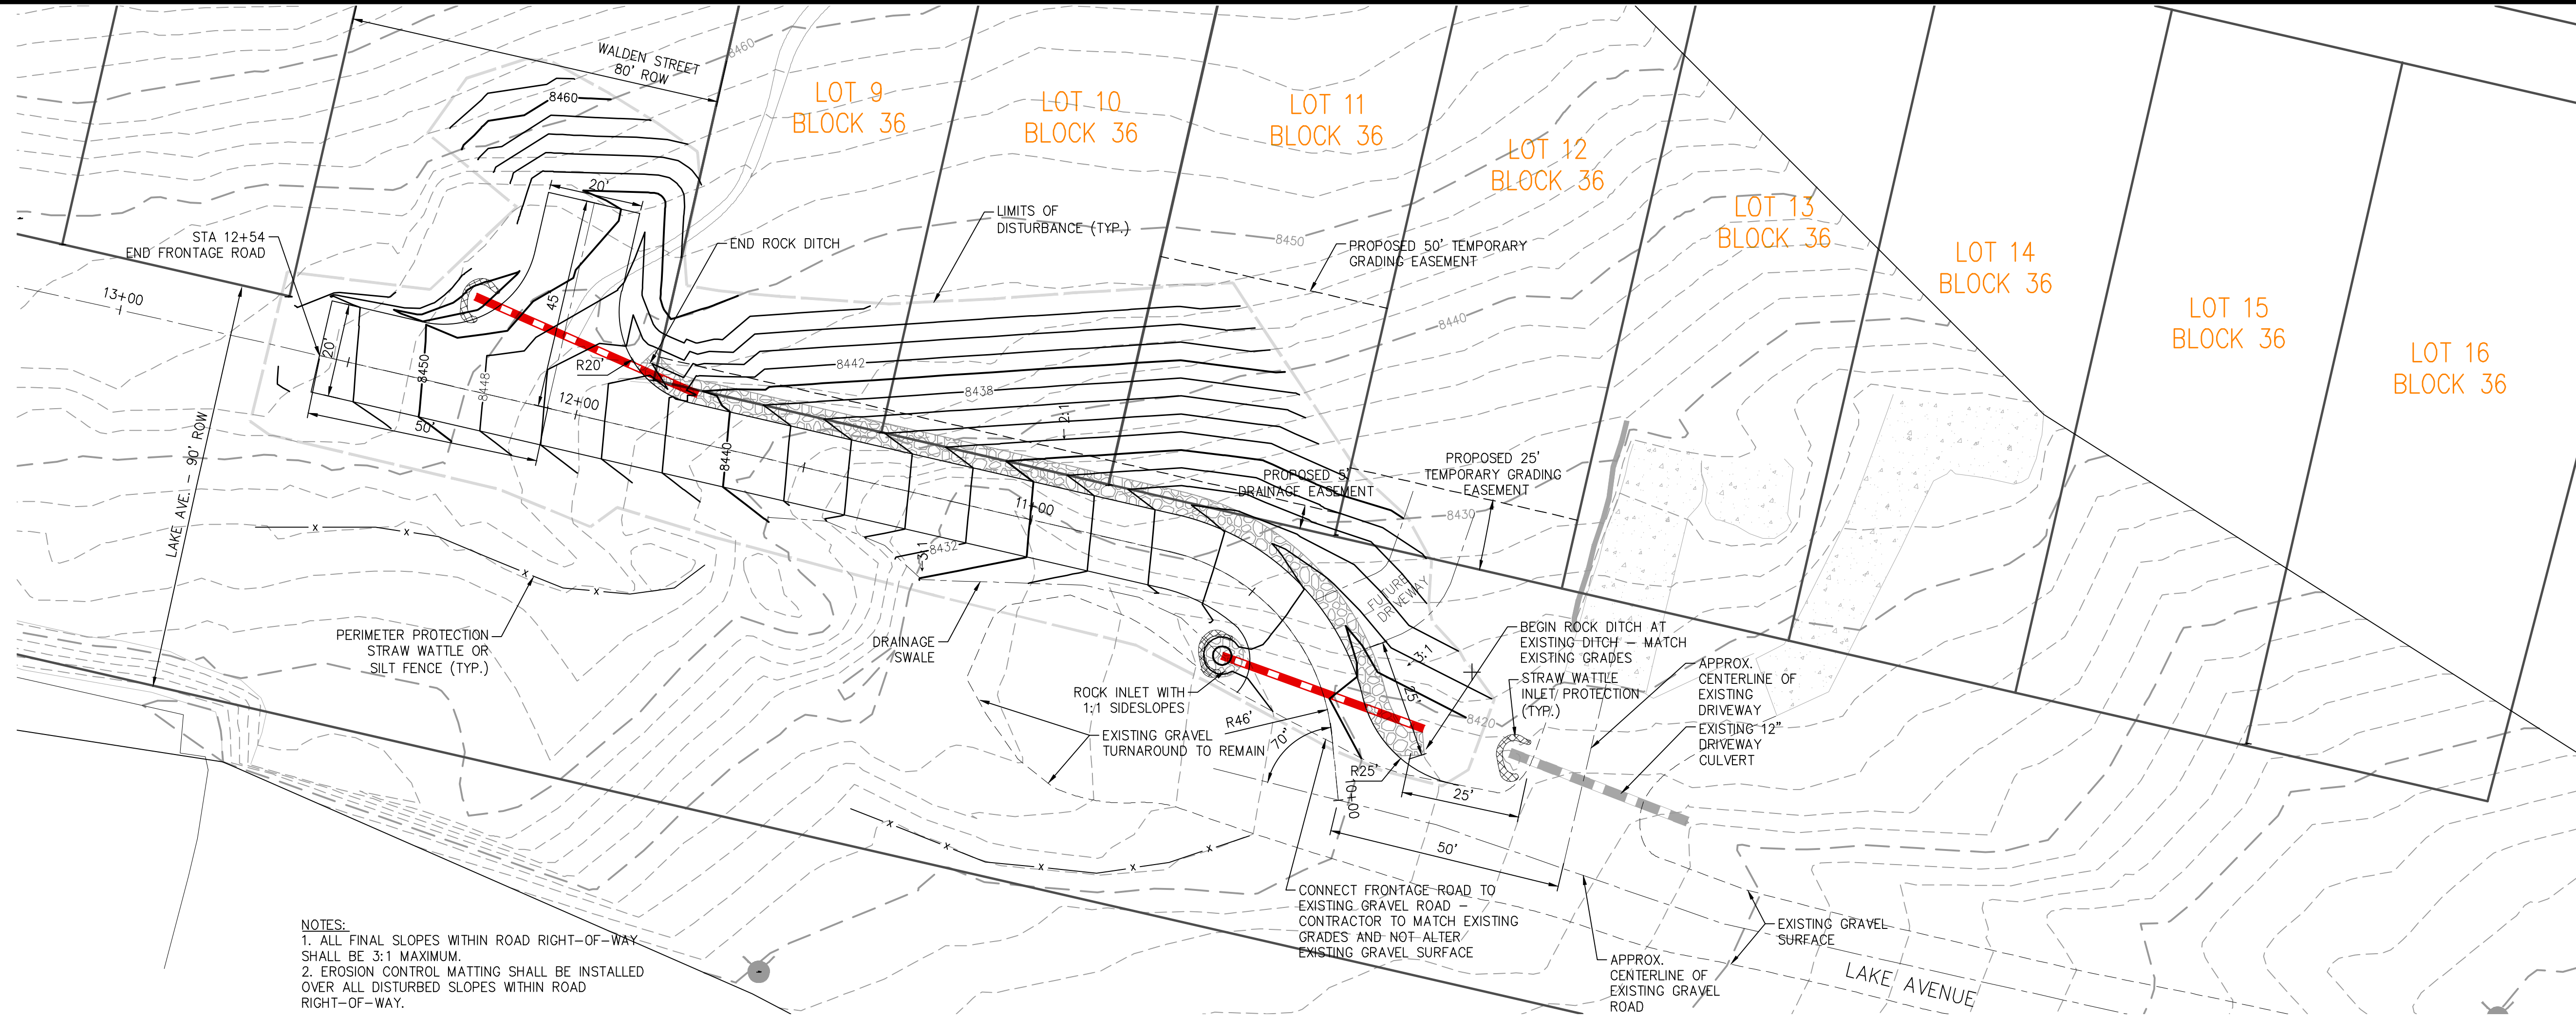 WALDEN STREET
80' ROW
8460
8460
LOT 9
BLOCK 36
LOT 10
BLOCK 36
LOT 11
BLOCK 36
LOT 12
BLOCK 36
LOT 13
BLOCK 36
LOT 14
BLOCK 36
LOT 15
BLOCK 36
LOT 16
BLOCK 36
20'
STA 12+54
END FRONTAGE ROAD
END ROCK DITCH
LIMITS OF
DISTURBANCE (TYP.)
8450
PROPOSED 50' TEMPORARY
GRADING EASEMENT
13+00
45'
20'
8440
R20'
8450
8448
8442
8438
12+00
50'
2:1
8440
LAKE AVE. - 90' ROW
PROPOSED 5'
DRAINAGE EASEMENT
PROPOSED 25'
TEMPORARY GRADING
EASEMENT
11+00
8430
3:1
8432
FUTURE
DRIVEWAY
PERIMETER PROTECTION
STRAW WATTLE OR
SILT FENCE (TYP.)
DRAINAGE
SWALE
BEGIN ROCK DITCH AT
EXISTING DITCH - MATCH
EXISTING GRADES
3:1
25'
STRAW WATTLE
INLET PROTECTION
(TYP.)
APPROX.
CENTERLINE OF
EXISTING
DRIVEWAY
ROCK INLET WITH
1:1 SIDESLOPES
8420
R46'
EXISTING GRAVEL
TURNAROUND TO REMAIN
70°
EXISTING 12"
DRIVEWAY
CULVERT
R25'
25'
10+00
50'
CONNECT FRONTAGE ROAD TO
EXISTING GRAVEL ROAD -
CONTRACTOR TO MATCH EXISTING
GRADES AND NOT ALTER
EXISTING GRAVEL SURFACE
EXISTING GRAVEL
SURFACE
APPROX.
CENTERLINE OF
EXISTING GRAVEL
ROAD
LAKE AVENUE
NOTES:
1. ALL FINAL SLOPES WITHIN ROAD RIGHT-OF-WAY
SHALL BE 3:1 MAXIMUM.
2. EROSION CONTROL MATTING SHALL BE INSTALLED
OVER ALL DISTURBED SLOPES WITHIN ROAD
RIGHT-OF-WAY.
x
x
x
x
x
x
x
x
x